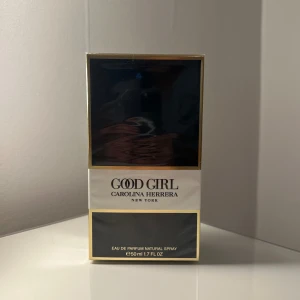 GOOD GIRL
CAROLINA HERRERA
NEW YORK
EAU DE PARFUM NATURAL SPRAY
℮50ml 1.7 FL.OZ